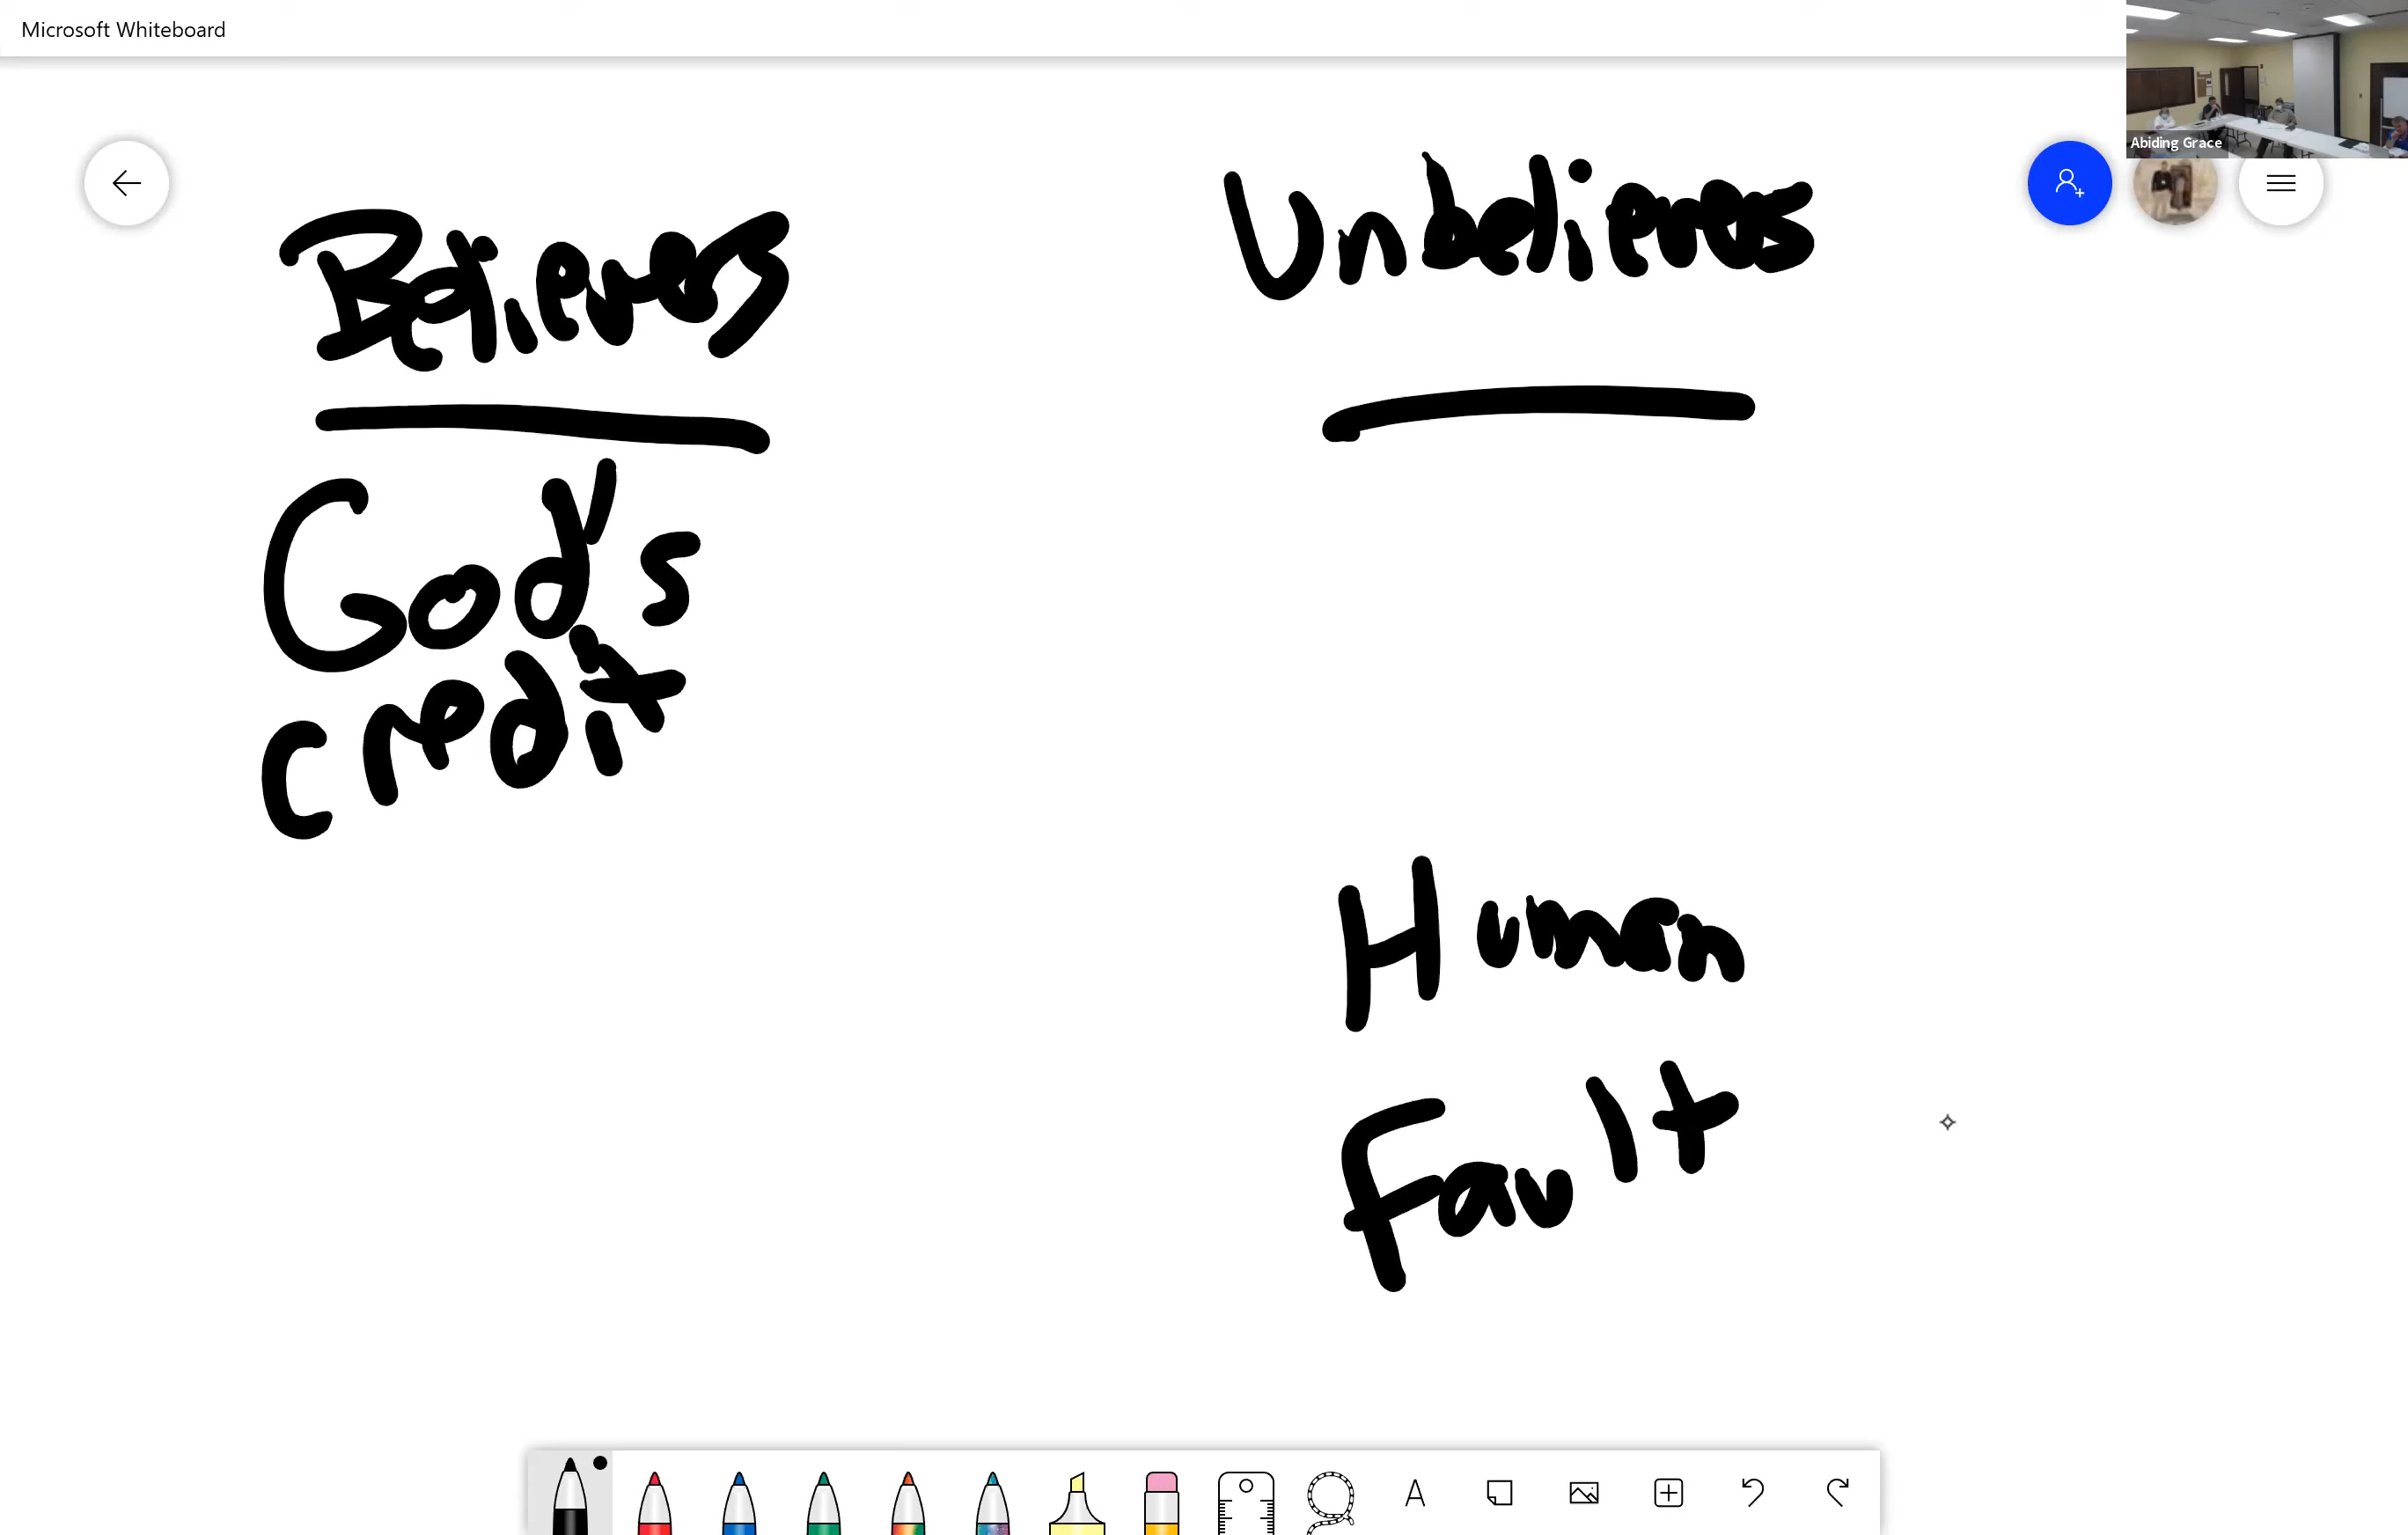 Microsoft Whiteboard
Abiding Grace
Believers
Unbelievers
God's
credit
Human
Fault